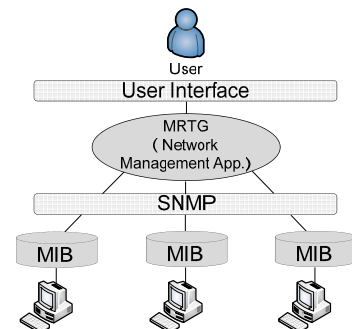 User
User Interface
MRTG
( Network
Management App.)
SNMP
MIB MIB MIB